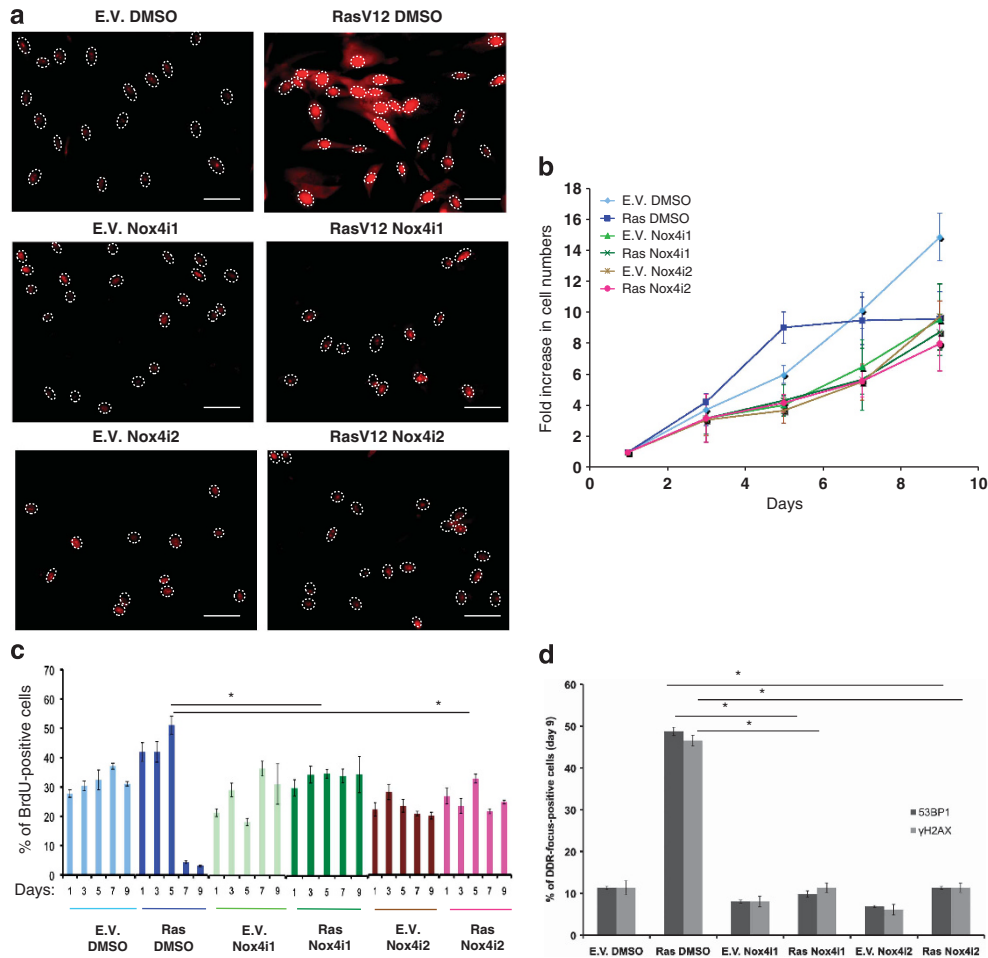 a
E.V. DMSO
RasV12 DMSO
E.V. Nox4i1
RasV12 Nox4i1
E.V. Nox4i2
RasV12 Nox4i2
b
Fold increase in cell numbers
18
16
14
12
10
8
6
4
2
0
E.V. DMSO
Ras DMSO
E.V. Nox4i1
Ras Nox4i1
E.V. Nox4i2
Ras Nox4i2
0 2 4 6 8 10
Days
c
% of BrdU-positive cells
70
60
50
40
30
20
10
0
* *
Days: 1 3 5 7 9 1 3 5 7 9 1 3 5 7 9 1 3 5 7 9 1 3 5 7 9 1 3 5 7 9
E.V. DMSO
Ras DMSO
E.V. Nox4i1
Ras Nox4i1
E.V. Nox4i2
Ras Nox4i2
d
% of DDR-focus-positive cells (day 9)
60
50
40
30
20
10
0
*
*
*
*
53BP1
γH2AX
E.V. DMSO Ras DMSO E.V. Nox4i1 Ras Nox4i1 E.V. Nox4i2 Ras Nox4i2